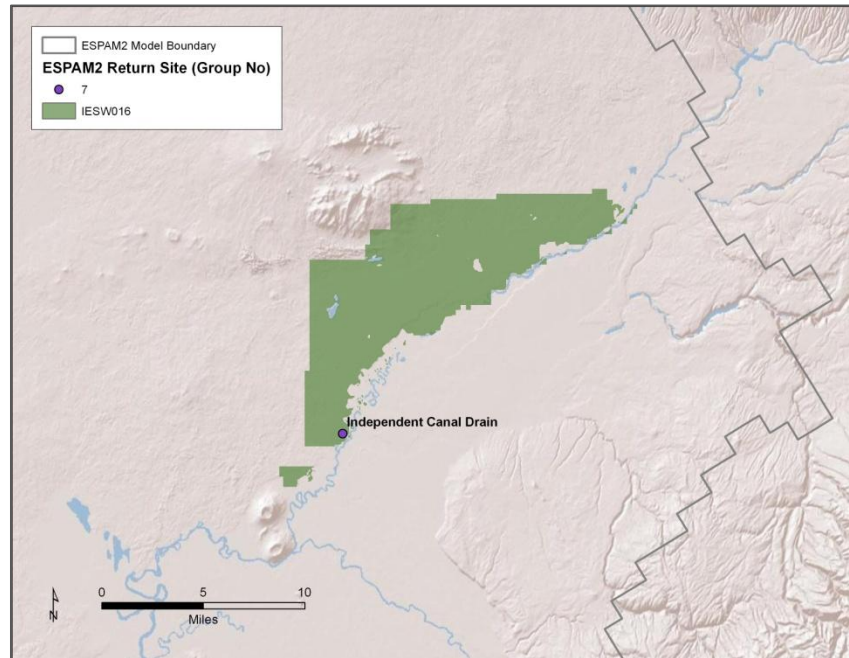 ESPAM2 Model Boundary
ESPAM2 Return Site (Group No)
7
IESW016
Independent Canal Drain
N
0 5 10
Miles